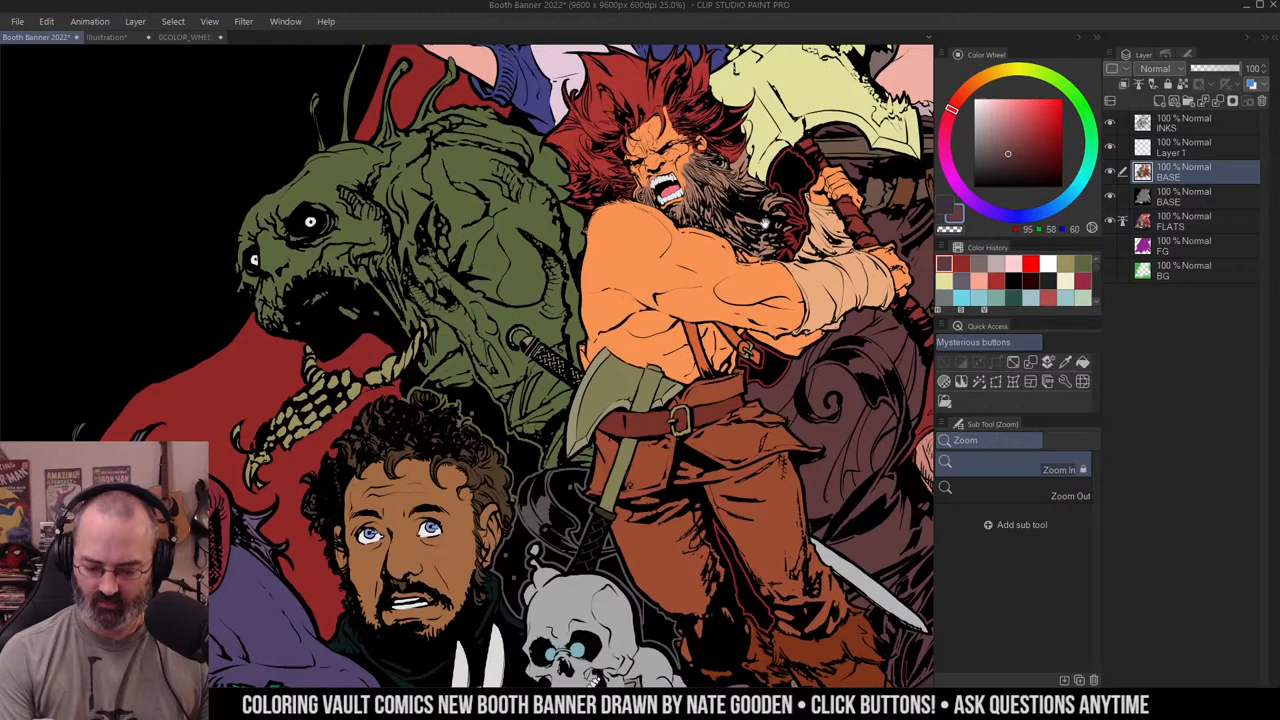 Booth Banner 2022* (9600 x 9600px 600dpi 25.0%) - CLIP STUDIO PAINT PRO
File Edit Animation Layer Select View Filter Window Help
Booth Banner 2022* Illustration* 0COLOR_WHE
Color Wheel
95 58 60
Color History
H S V
Quick Access
Mysterious buttons
Sub Tool [Zoom]
Zoom
Zoom In
Zoom Out
Add sub tool
Layer
Normal 100
100 % Normal
INKS
100 % Normal
Layer 1
100 % Normal
BASE
100 % Normal
BASE
100 % Normal
FLATS
100 % Normal
FG
100 % Normal
BG
AMAZING
COLORING VAULT COMICS NEW BOOTH BANNER DRAWN BY NATE GOODEN • CLICK BUTTONS! • ASK QUESTIONS ANYTIME